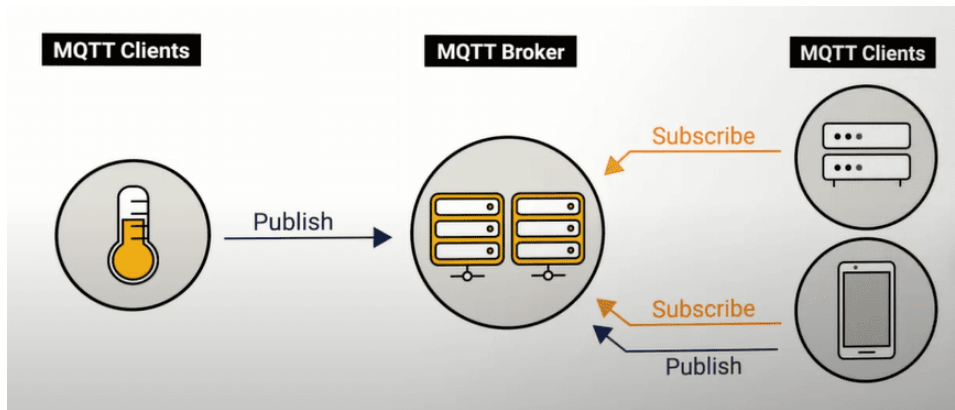 MQTT Clients
MQTT Broker
MQTT Clients
Publish
Subscribe
Subscribe
Publish